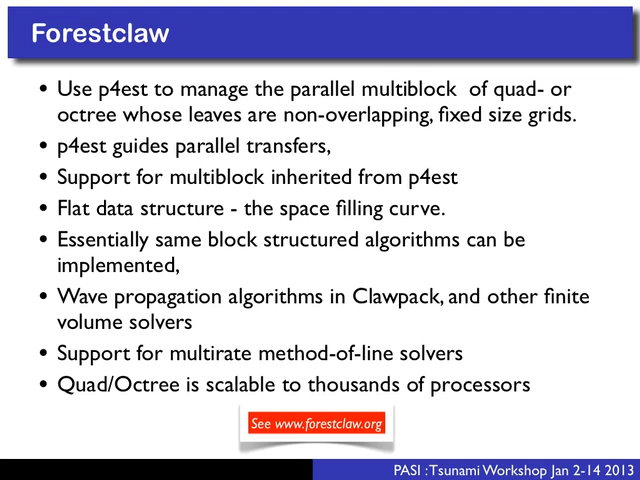 Forestclaw
• Use p4est to manage the parallel multiblock of quad- or
octree whose leaves are non-overlapping, fixed size grids.
• p4est guides parallel transfers,
• Support for multiblock inherited from p4est
• Flat data structure - the space filling curve.
• Essentially same block structured algorithms can be
implemented,
• Wave propagation algorithms in Clawpack, and other finite
volume solvers
• Support for multirate method-of-line solvers
• Quad/Octree is scalable to thousands of processors
See www.forestclaw.org
PASI : Tsunami Workshop Jan 2-14 2013